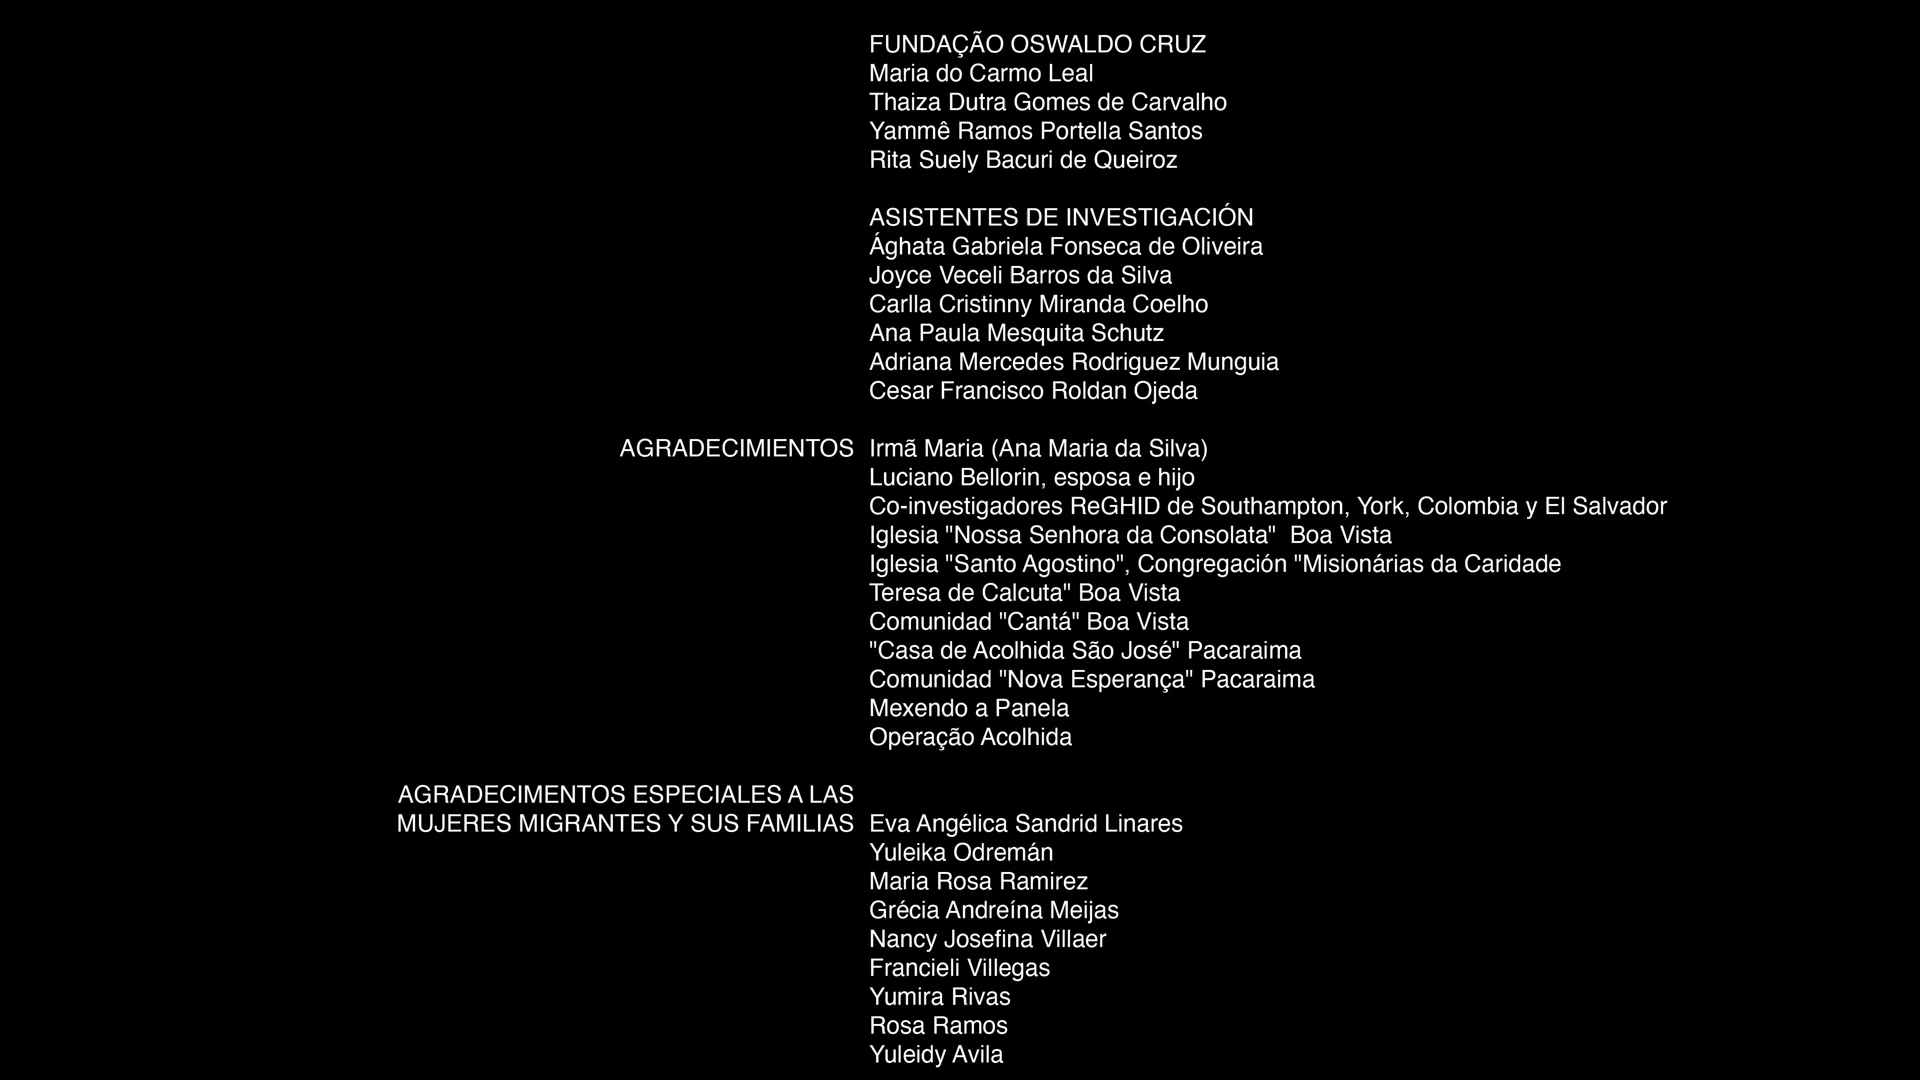 FUNDAÇÃO OSWALDO CRUZ
Maria do Carmo Leal
Thaiza Dutra Gomes de Carvalho
Yammê Ramos Portella Santos
Rita Suely Bacuri de Queiroz
ASISTENTES DE INVESTIGACIÓN
Ághata Gabriela Fonseca de Oliveira
Joyce Veceli Barros da Silva
Carlla Cristinny Miranda Coelho
Ana Paula Mesquita Schutz
Adriana Mercedes Rodriguez Munguia
Cesar Francisco Roldan Ojeda
AGRADECIMIENTOS Irmã Maria (Ana Maria da Silva)
Luciano Bellorin, esposa e hijo
Co-investigadores ReGHID de Southampton, York, Colombia y El Salvador
Iglesia "Nossa Senhora da Consolata" Boa Vista
Iglesia "Santo Agostino", Congregación "Misionárias da Caridade
Teresa de Calcuta" Boa Vista
Comunidad "Cantá" Boa Vista
"Casa de Acolhida São José" Pacaraima
Comunidad "Nova Esperança" Pacaraima
Mexendo a Panela
Operação Acolhida
AGRADECIMENTOS ESPECIALES A LAS
MUJERES MIGRANTES Y SUS FAMILIAS Eva Angélica Sandrid Linares
Yuleika Odremán
Maria Rosa Ramirez
Grécia Andreína Meijas
Nancy Josefina Villaer
Francieli Villegas
Yumira Rivas
Rosa Ramos
Yuleidy Avila